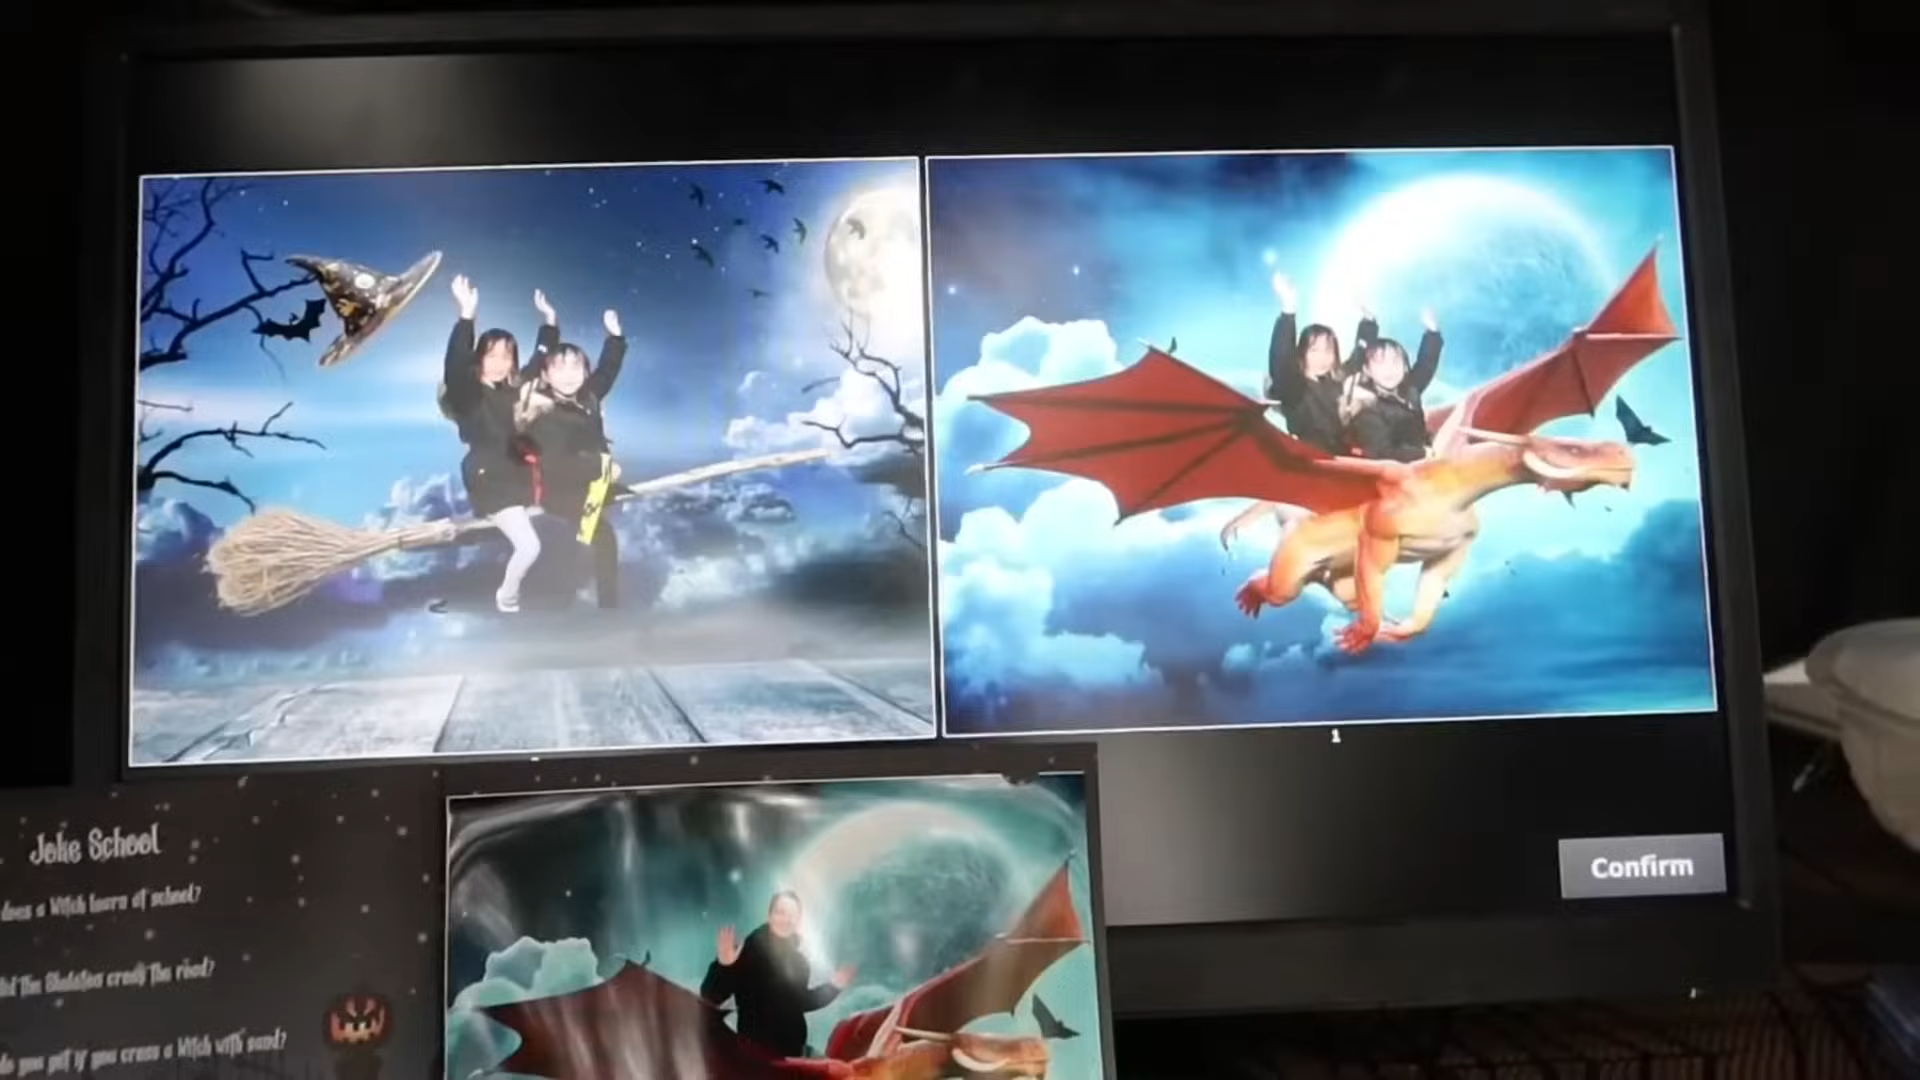 1
Confirm
Joke School
does a Witch learn at school?
did the Skeleton cross the road?
do you get if you cross a Witch with sand?